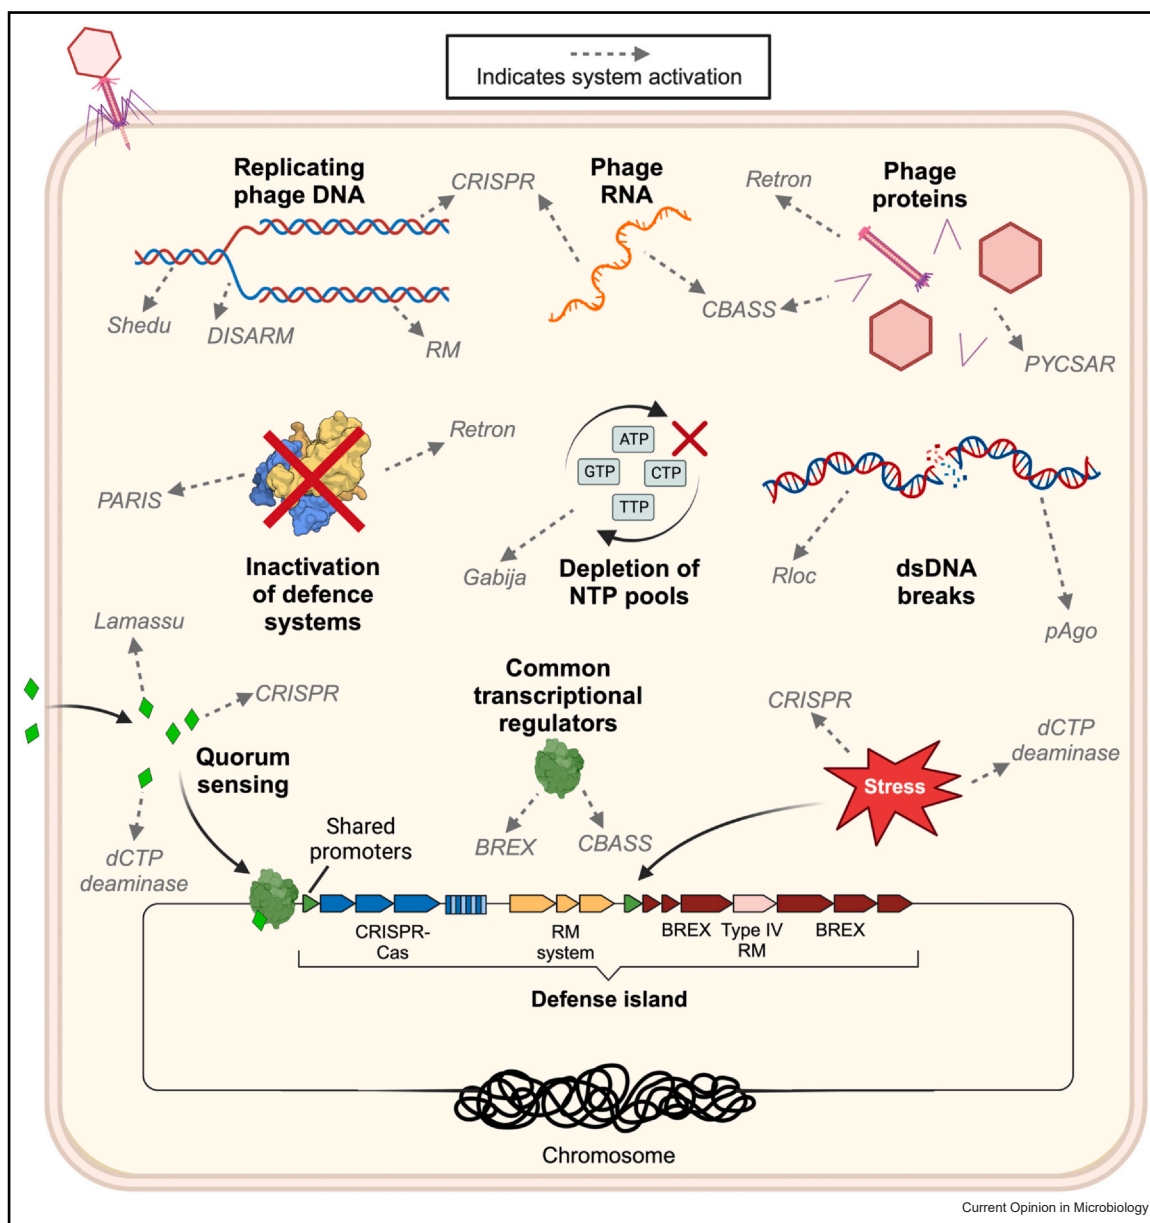 Indicates system activation
Replicating
phage DNA
CRISPR
Phage
RNA
Retron
Phage
proteins
Shedu
DISARM
RM
CBASS
PYCSAR
PARIS
Retron
Inactivation
of defence
systems
ATP
GTP
CTP
TTP
Gabija
Depletion of
NTP pools
Rloc
dsDNA
breaks
pAgo
Lamassu
CRISPR
Quorum
sensing
dCTP
deaminase
Common
transcriptional
regulators
BREX
CBASS
CRISPR
Stress
dCTP
deaminase
Shared
promoters
CRISPR-
Cas
RM
system
BREX
Type IV
RM
BREX
Defense island
Chromosome
Current Opinion in Microbiology